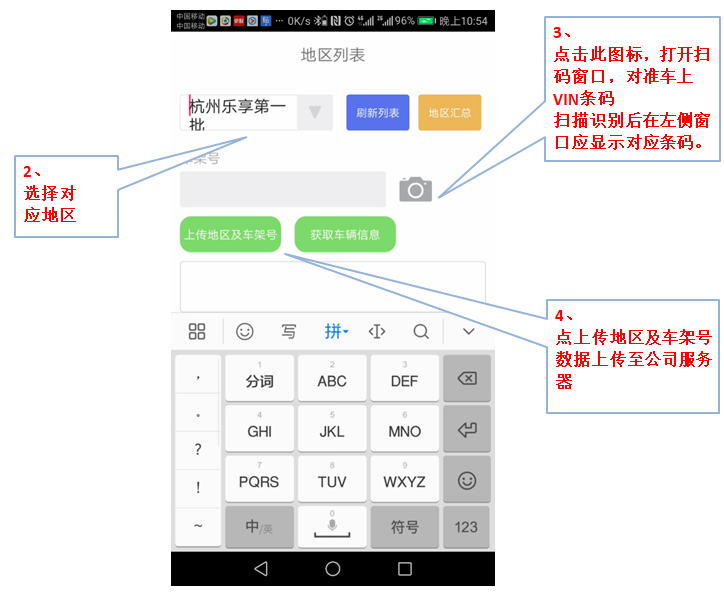 中国移动
中国移动
0K/s
4G
2G
96%
晚上10:54
地区列表
杭州乐享第一批
刷新列表
地区汇总
车架号
上传地区及车架号
获取车辆信息
2、
选择对
应地区
3、
点击此图标，打开扫
码窗口，对准车上
VIN条码
扫描识别后在左侧窗
口应显示对应条码。
4、
点上传地区及车架号
数据上传至公司服务
器
写
拼
，
1
分词
2
ABC
3
DEF
。
4
GHI
5
JKL
6
MNO
？
7
PQRS
8
TUV
9
WXYZ
！
~
中/英
0
符号
123